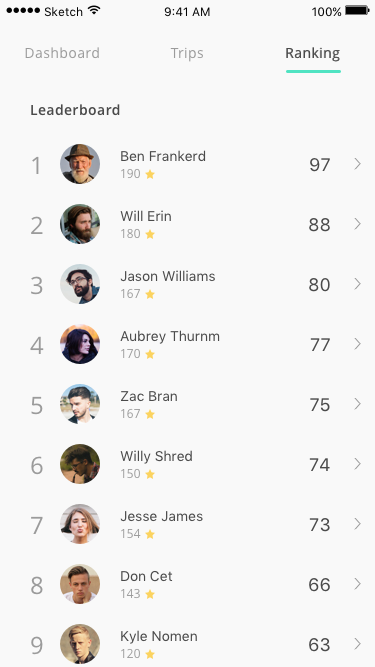 Sketch 9:41 AM 100%
Dashboard Trips Ranking
Leaderboard
1 Ben Frankerd 97
190
2 Will Erin 88
180
3 Jason Williams 80
167
4 Aubrey Thurnm 77
170
5 Zac Bran 75
167
6 Willy Shred 74
150
7 Jesse James 73
154
8 Don Cet 66
143
9 Kyle Nomen 63
120